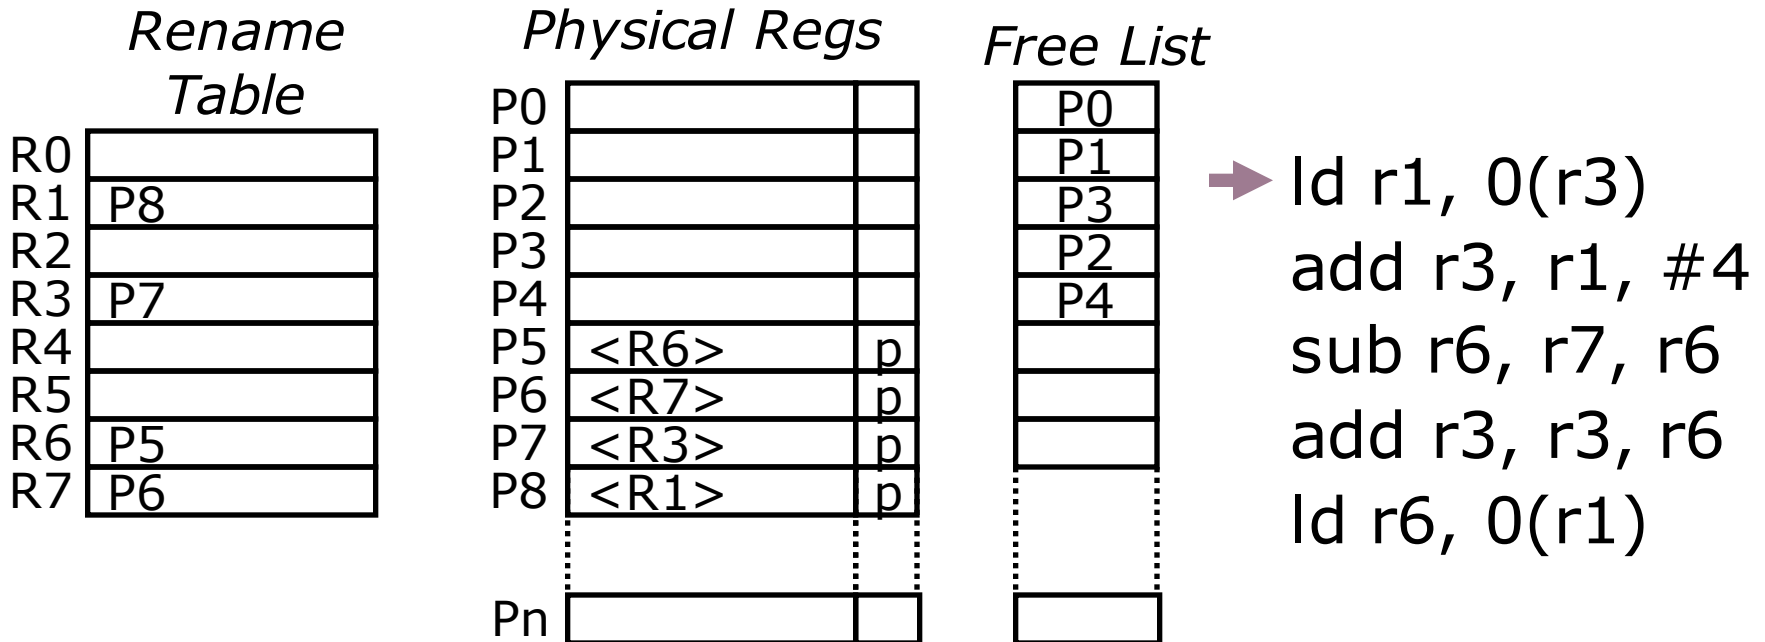 Rename
Table
R0
R1 P8
R2
R3 P7
R4
R5
R6 P5
R7 P6
Physical Regs
P0
P1
P2
P3
P4
P5 <R6> p
P6 <R7> p
P7 <R3> p
P8 <R1> p
Pn
Free List
P0
P1
P3
P2
P4
ld r1, 0(r3)
add r3, r1, #4
sub r6, r7, r6
add r3, r3, r6
ld r6, 0(r1)